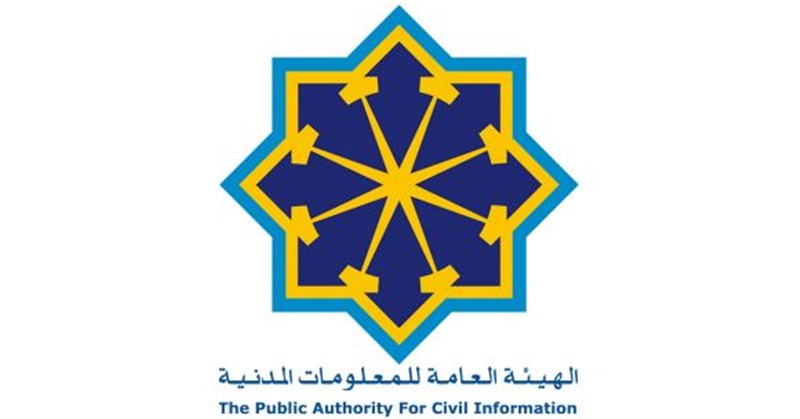 الهيئة العامة للمعلومات المدنية
The Public Authority For Civil Information